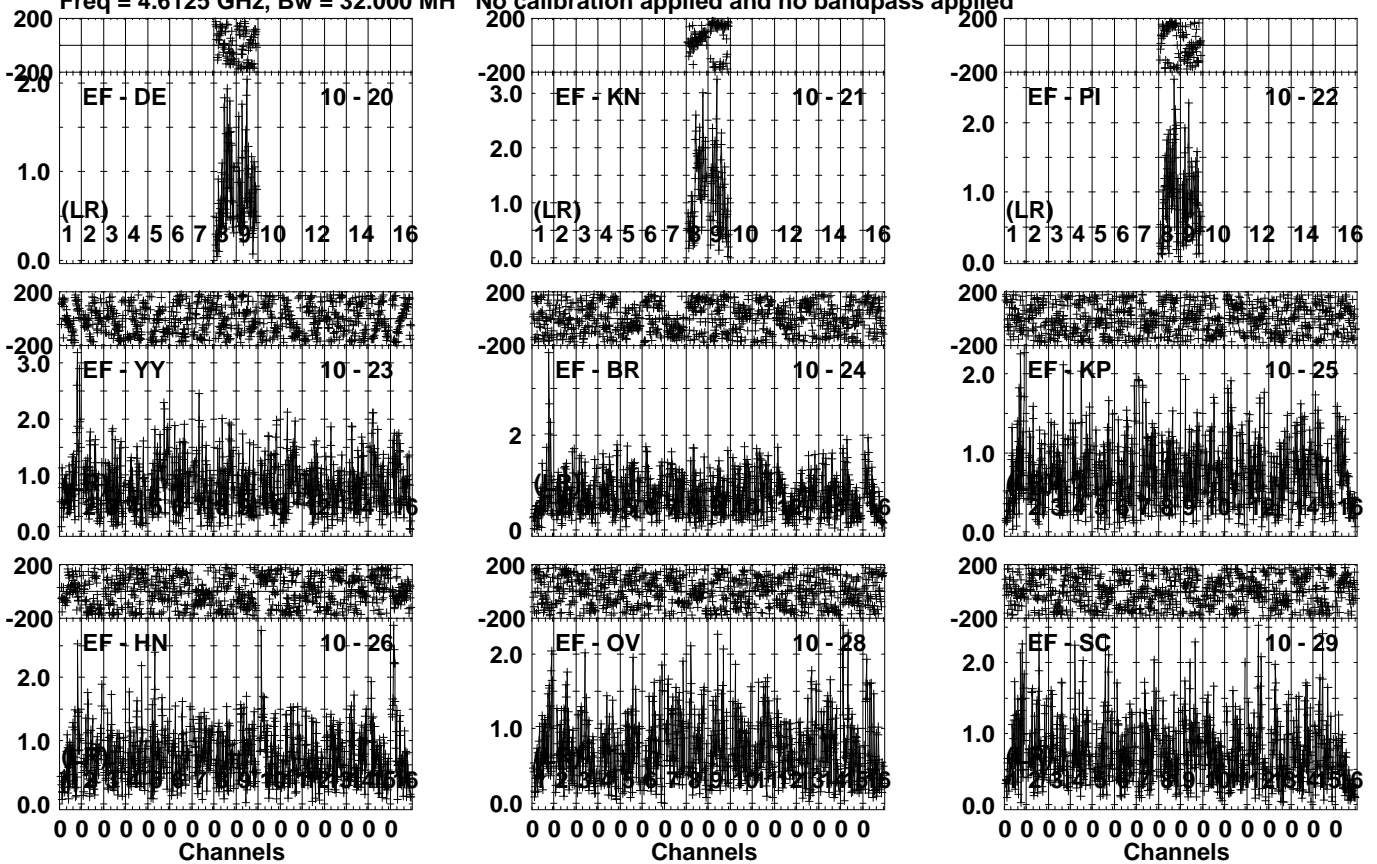 Freq = 4.6125 GHz, Bw = 32.000 MH No calibration applied and no bandpass applied
200
-200
2.0
1.0
0.0
EF - DE 10 - 20
(LR)
1 2 3 4 5 6 7 8 9 10 12 14 16
200
-200
3.0
2.0
1.0
0.0
EF - KN 10 - 21
(LR)
1 2 3 4 5 6 7 8 9 10 12 14 16
200
-200
2.0
1.0
0.0
EF - PI 10 - 22
(LR)
1 2 3 4 5 6 7 8 9 10 12 14 16
200
-200
3.0
2.0
1.0
0.0
EF - YY 10 - 23
200
-200
2
0
EF - BR 10 - 24
200
-200
2.0
1.0
0.0
EF - KP 10 - 25
200
-200
2.0
1.0
0.0
EF - HN 10 - 26
0 0 0 0 0 0 0 0 0 0 0 0 0 0 0 0
Channels
200
-200
2.0
1.0
0.0
EF - OV 10 - 28
0 0 0 0 0 0 0 0 0 0 0 0 0 0 0 0
Channels
200
-200
2.0
1.0
0.0
EF - SC 10 - 29
0 0 0 0 0 0 0 0 0 0 0 0 0 0 0 0
Channels